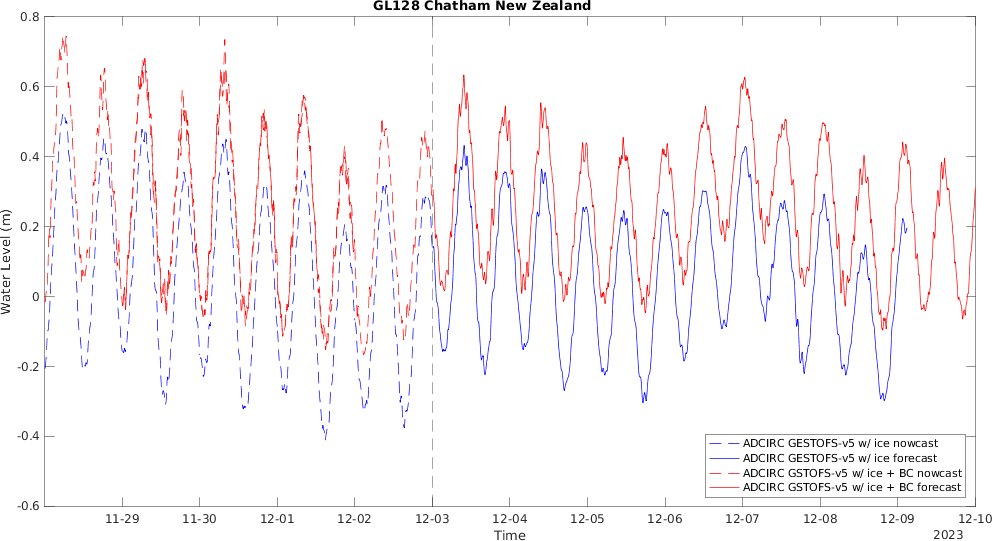 GL128 Chatham New Zealand
0.8
0.6
0.4
0.2
0
-0.2
-0.4
-0.6
Water Level (m)
ADCIRC GESTOFS-v5 w/ ice nowcast
ADCIRC GESTOFS-v5 w/ ice forecast
ADCIRC GSTOFS-v5 w/ ice + BC nowcast
ADCIRC GSTOFS-v5 w/ ice + BC forecast
11-29 11-30 12-01 12-02 12-03 12-04 12-05 12-06 12-07 12-08 12-09 12-10
Time
2023